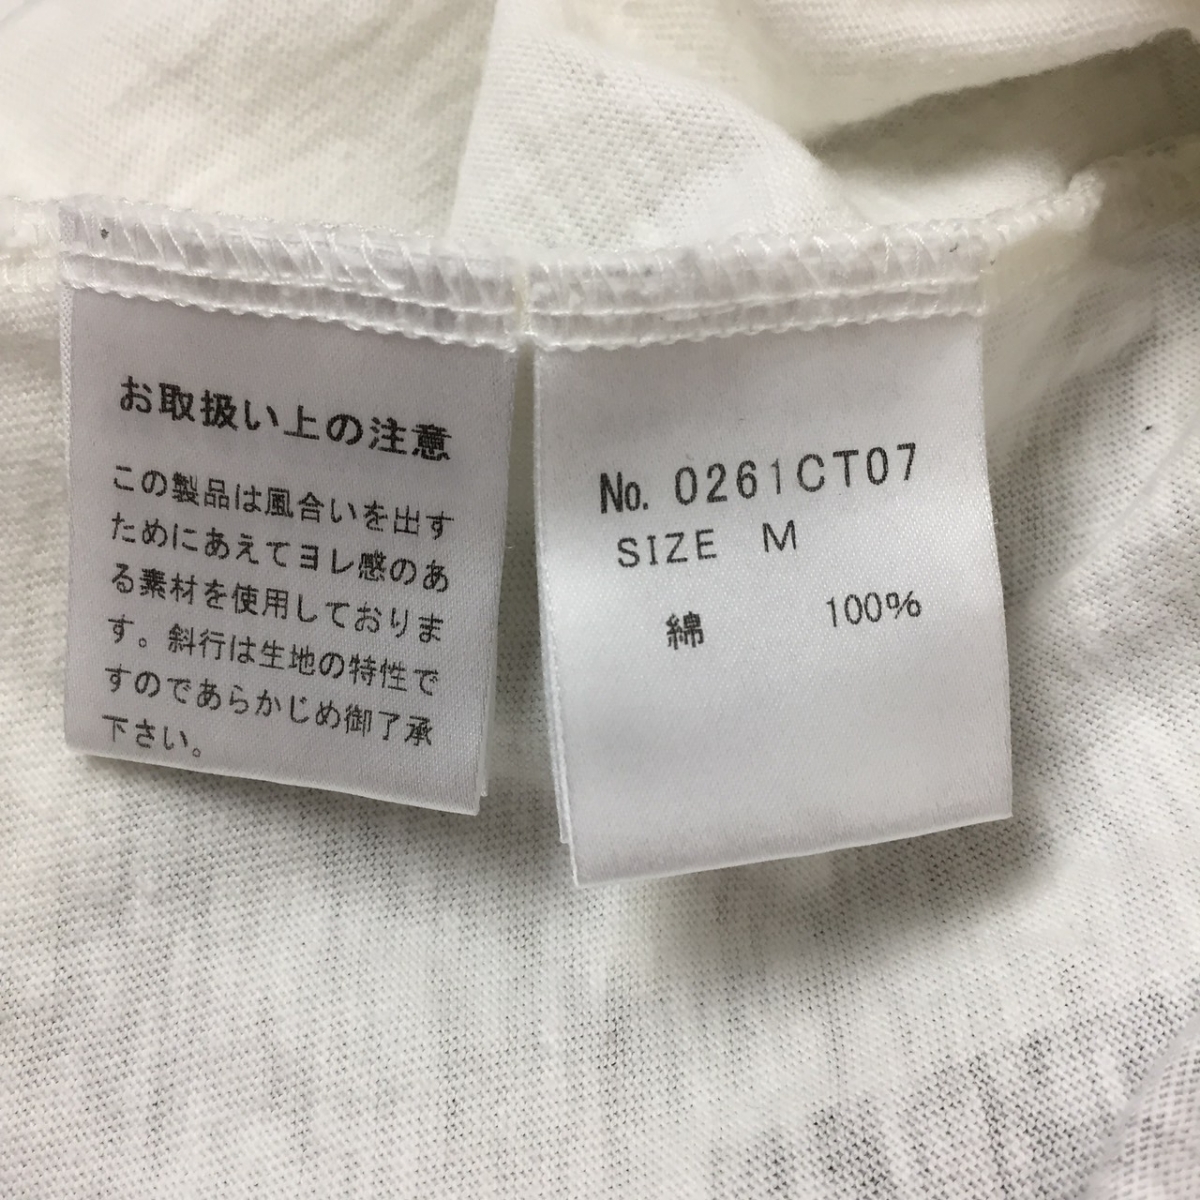 お取扱い上の注意
この製品は風合いを出す
ためにあえてヨレ感のあ
る素材を使用しておりま
す。斜行は生地の特性で
すのであらかじめ御了承
下さい。
No. 0261CT07
SIZE M
綿 100%